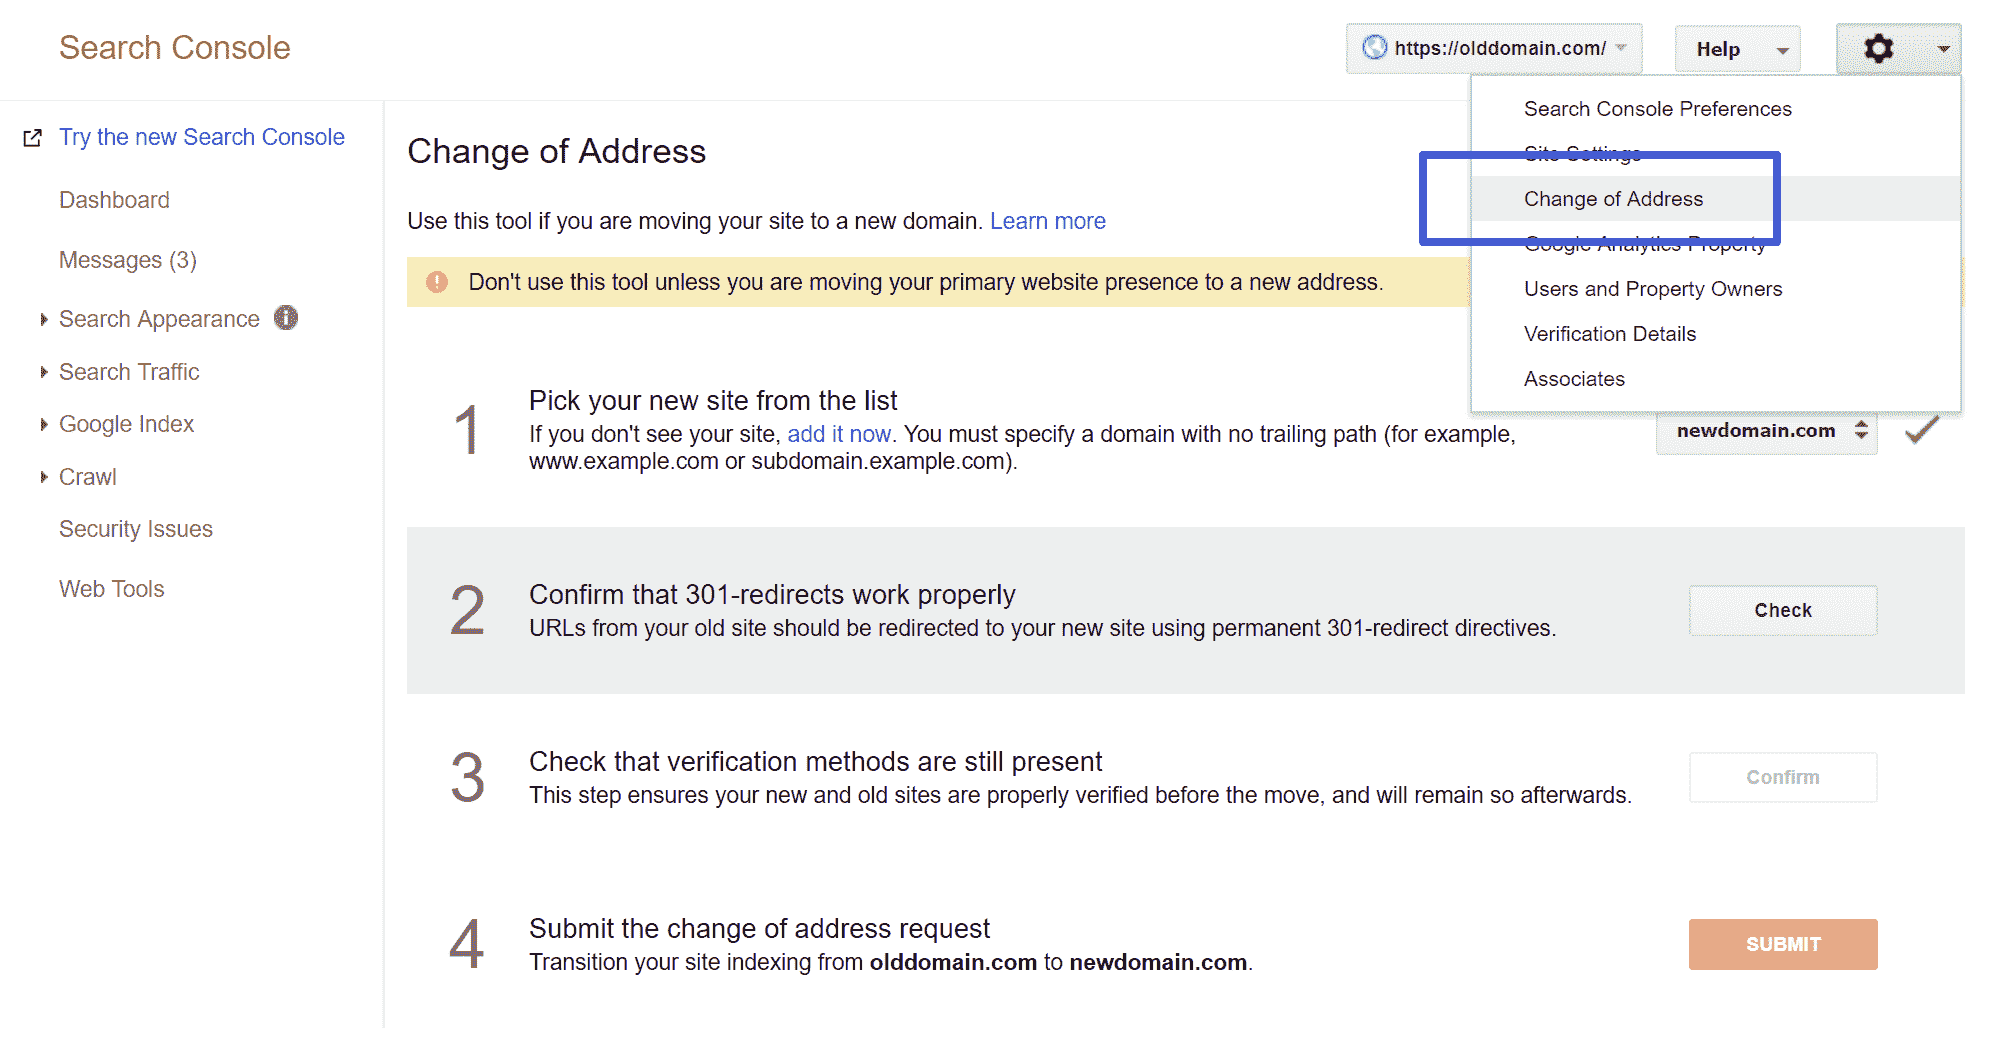 Search Console
https://olddomain.com/
Help
Try the new Search Console
Dashboard
Messages (3)
Search Appearance
Search Traffic
Google Index
Crawl
Security Issues
Web Tools
Search Console Preferences
Site Settings
Change of Address
Google Analytics Property
Users and Property Owners
Verification Details
Associates
Change of Address
Use this tool if you are moving your site to a new domain. Learn more
Don't use this tool unless you are moving your primary website presence to a new address.
1
Pick your new site from the list
If you don't see your site, add it now. You must specify a domain with no trailing path (for example,
www.example.com or subdomain.example.com).
newdomain.com
2
Confirm that 301-redirects work properly
URLs from your old site should be redirected to your new site using permanent 301-redirect directives.
Check
3
Check that verification methods are still present
This step ensures your new and old sites are properly verified before the move, and will remain so afterwards.
Confirm
4
Submit the change of address request
Transition your site indexing from olddomain.com to newdomain.com.
SUBMIT